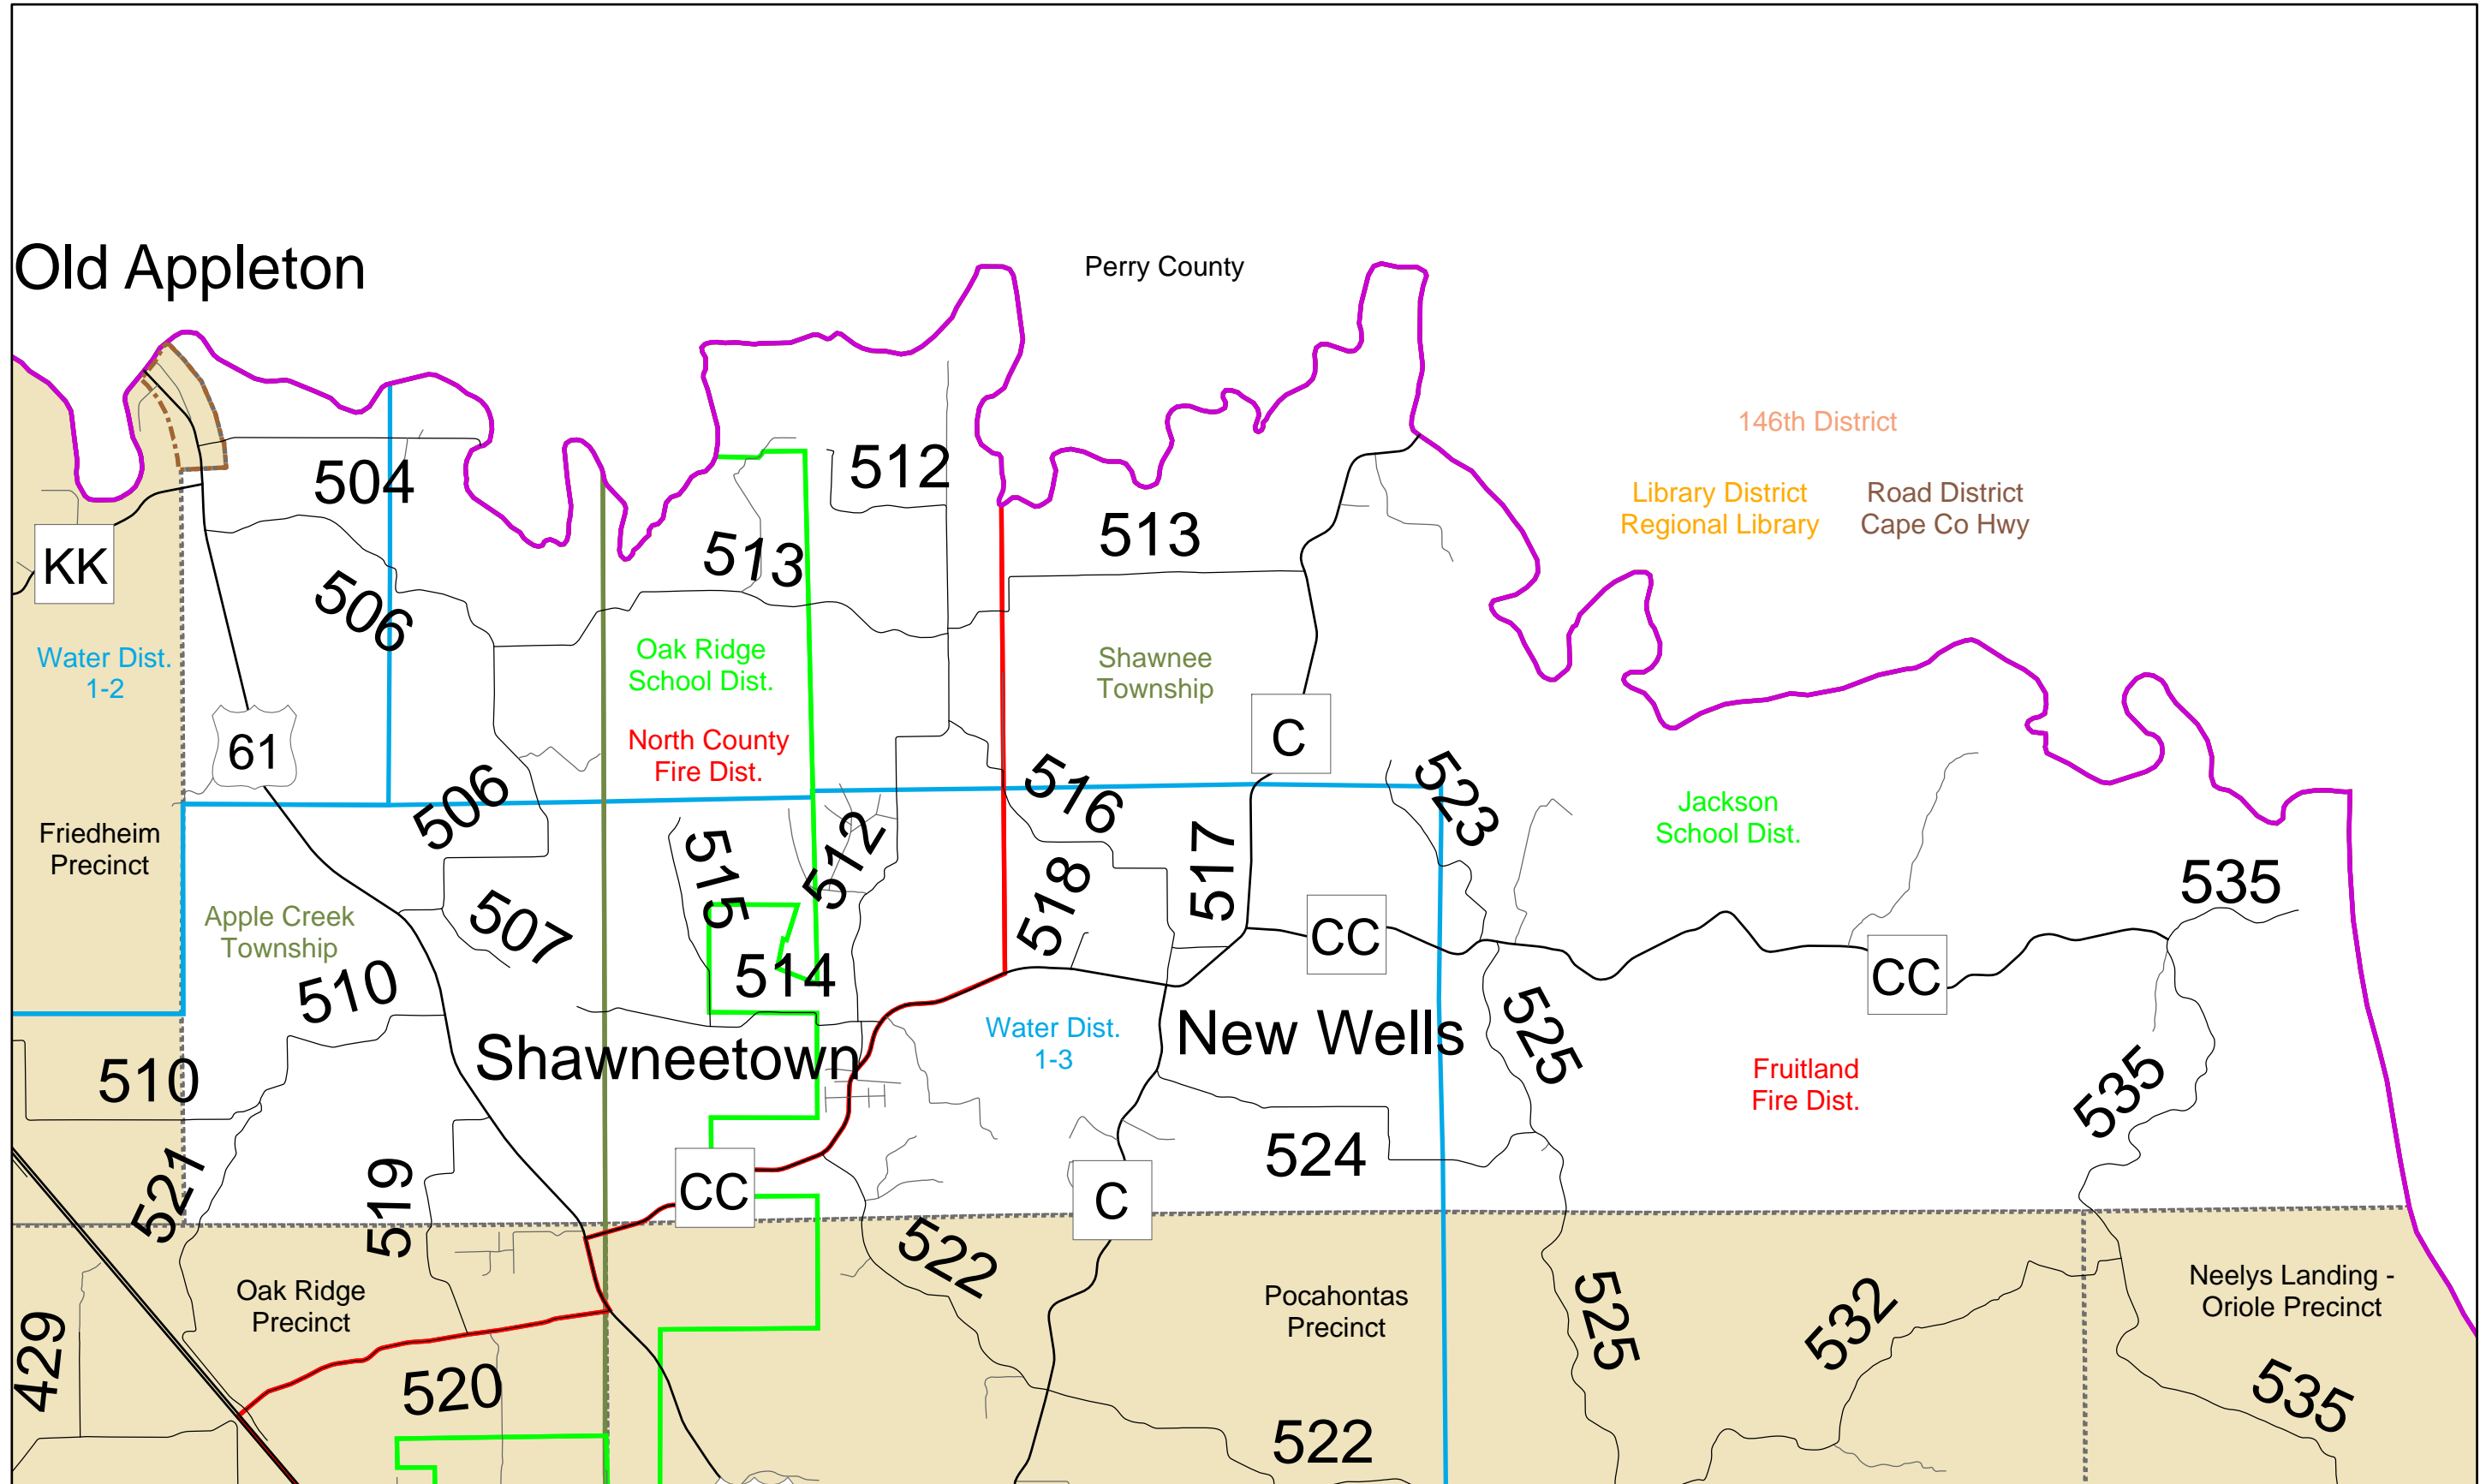 Old Appleton
Perry County
146th District
504
512
Library District
Regional Library
Road District
Cape Co Hwy
513
513
KK
506
Water Dist.
1-2
Oak Ridge
School Dist.
Shawnee
Township
61
North County
Fire Dist.
C
506
516
523
Jackson
School Dist.
Friedheim
Precinct
515
512
517
518
535
Apple Creek
Township
507
CC
CC
510
514
Shawneetown
Water Dist.
1-3
New Wells
525
510
Fruitland
Fire Dist.
535
521
519
CC
C
524
522
Oak Ridge
Precinct
Pocahontas
Precinct
525
532
Neelys Landing -
Oriole Precinct
429
520
522
535